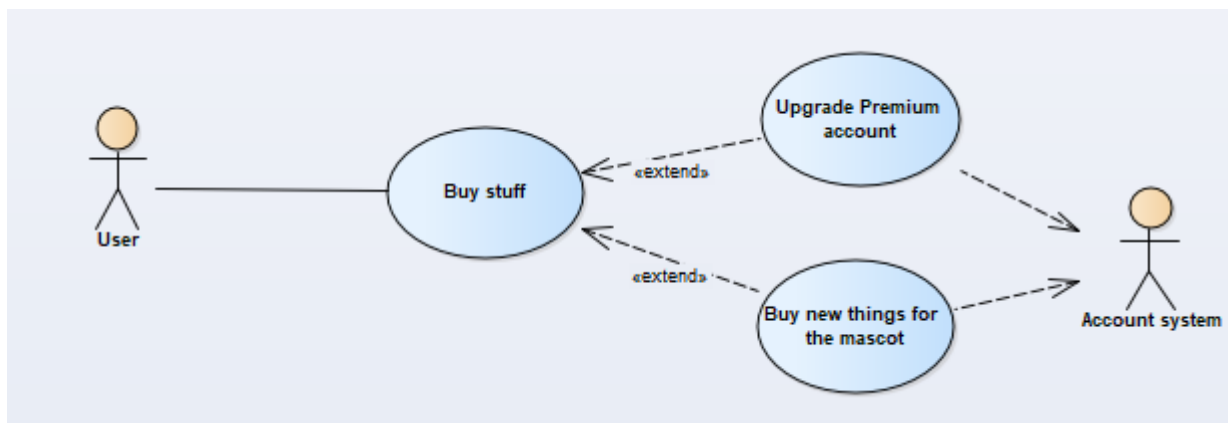 Upgrade Premium
account
«extend»
Buy stuff
User
«extend»
Buy new things for
the mascot
Account system